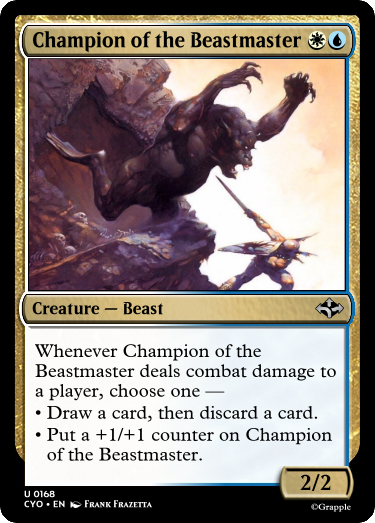 Champion of the Beastmaster
Creature — Beast
Whenever Champion of the
Beastmaster deals combat damage to
a player, choose one —
• Draw a card, then discard a card.
• Put a +1/+1 counter on Champion
of the Beastmaster.
2/2
U 0168
CYO • EN Frank Frazetta
©Grapple